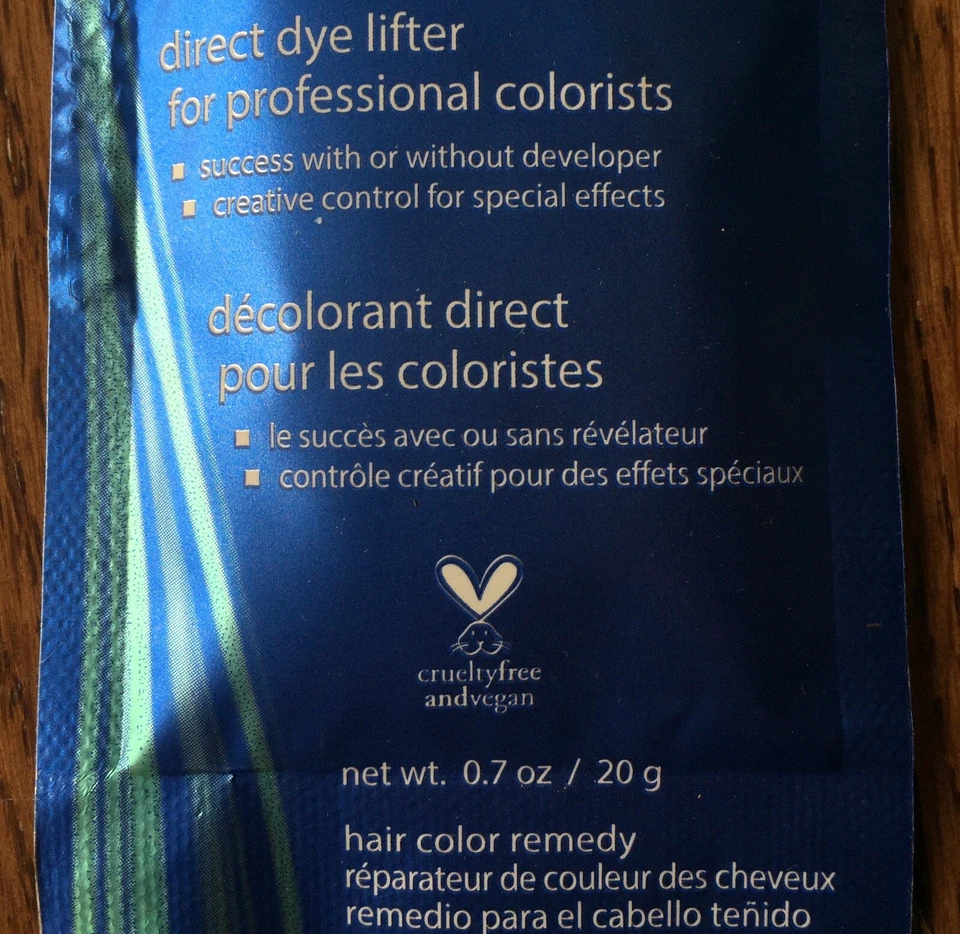 direct dye lifter
for professional colorists
success with or without developer
creative control for special effects
décolorant direct
pour les coloristes
le succès avec ou sans révélateur
contrôle créatif pour des effets spéciaux
crueltyfree
andvegan
net wt. 0.7 oz / 20 g
hair color remedy
réparateur de couleur des cheveux
remedio para el cabello teñido